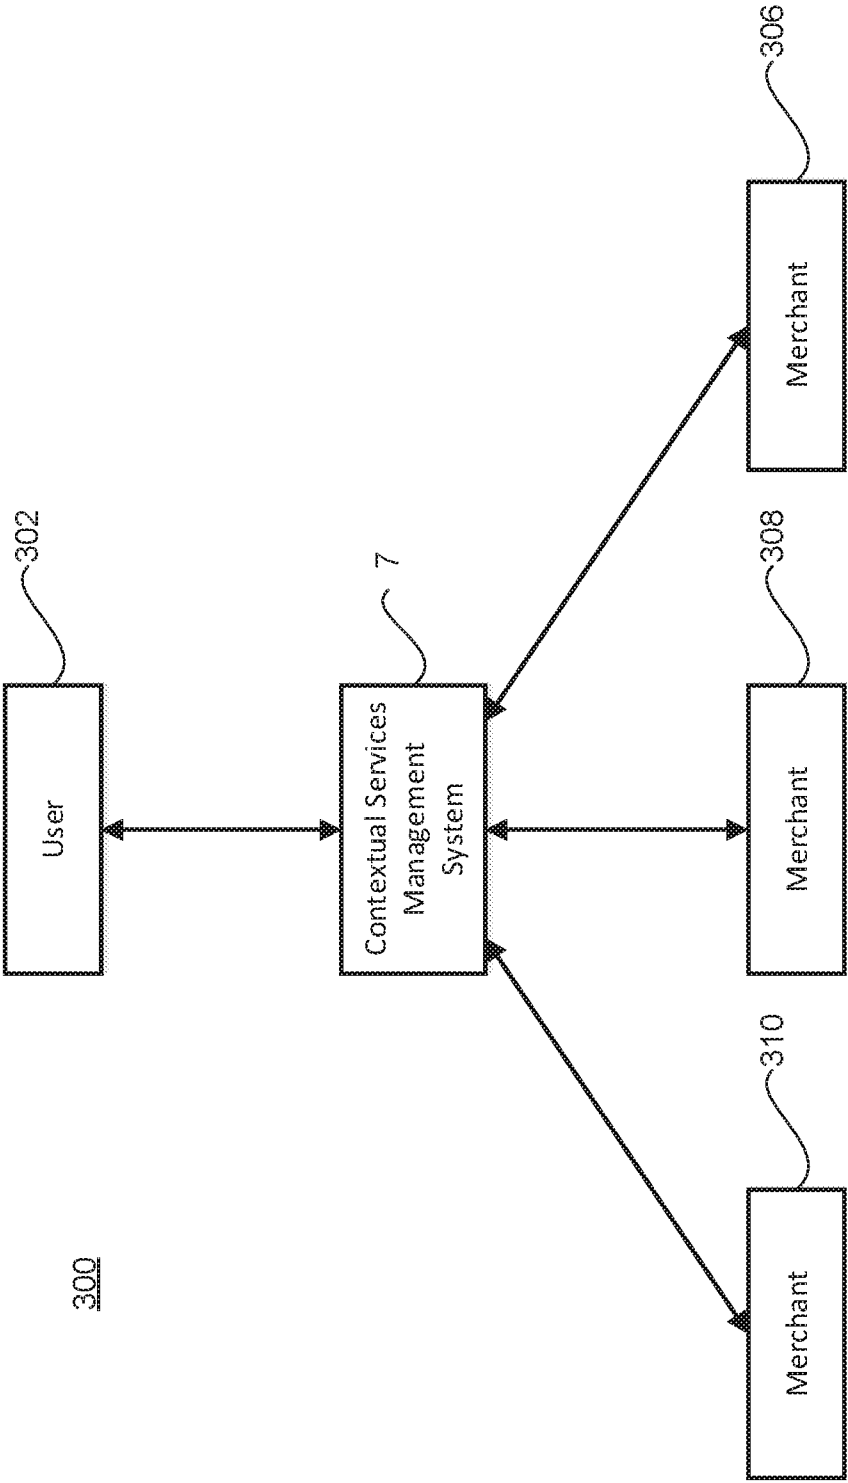 300
User
302
Contextual Services
Management
System
7
Merchant
310
Merchant
308
Merchant
306